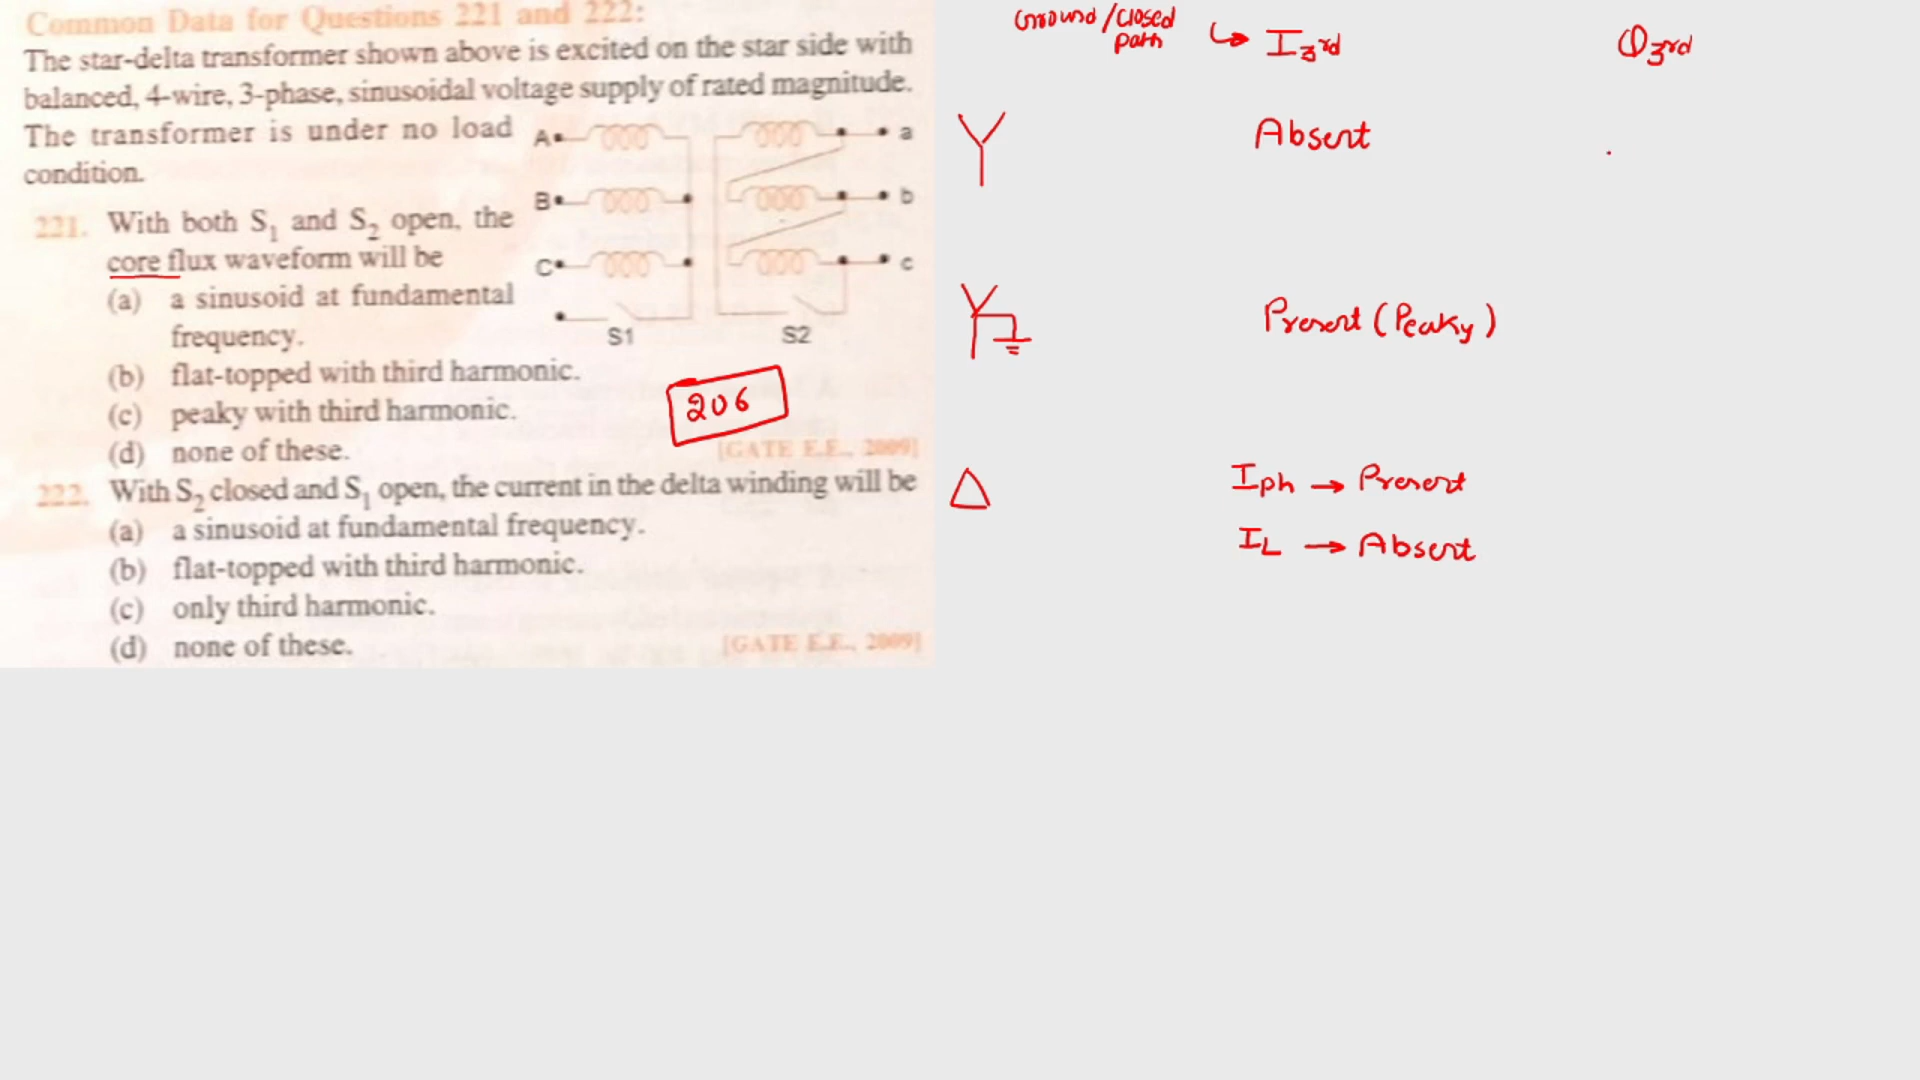 Common Data for Questions 221 and 222:
The star-delta transformer shown above is excited on the star side with
balanced, 4-wire, 3-phase, sinusoidal voltage supply of rated magnitude.
The transformer is under no load
condition.
A
B
C
S1
S2
a
b
c
221. With both S1 and S2 open, the
core flux waveform will be
(a) a sinusoid at fundamental
frequency.
(b) flat-topped with third harmonic.
(c) peaky with third harmonic.
(d) none of these.
[GATE E.E., 2009]
206
222. With S2 closed and S1 open, the current in the delta winding will be
(a) a sinusoid at fundamental frequency.
(b) flat-topped with third harmonic.
(c) only third harmonic.
(d) none of these.
[GATE E.E., 2009]
Ground/closed
path
I3rd
Φ3rd
Absent
Present (Peaky)
Iph → Present
IL → Absent